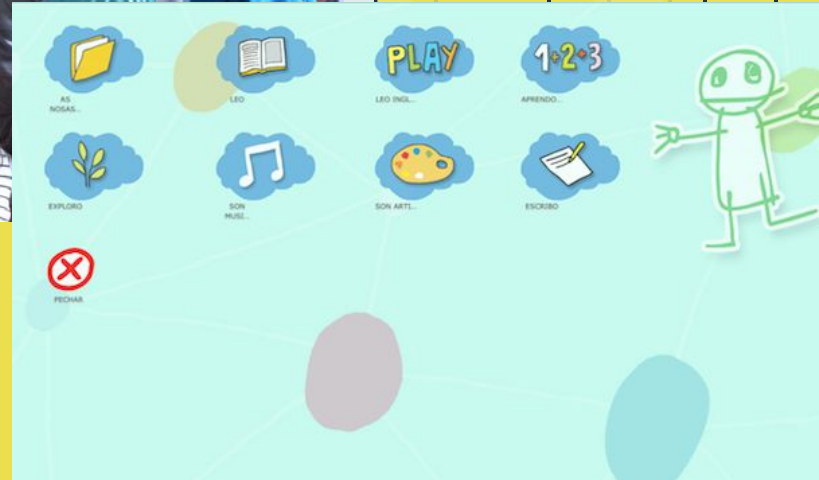 PLAY
1+2+3
AS
NOSAS...
LEO
LEO INGL...
APRENDO...
EXPLORO
SON
MUSI...
SON ARTI...
ESCRIBO
PECHAR